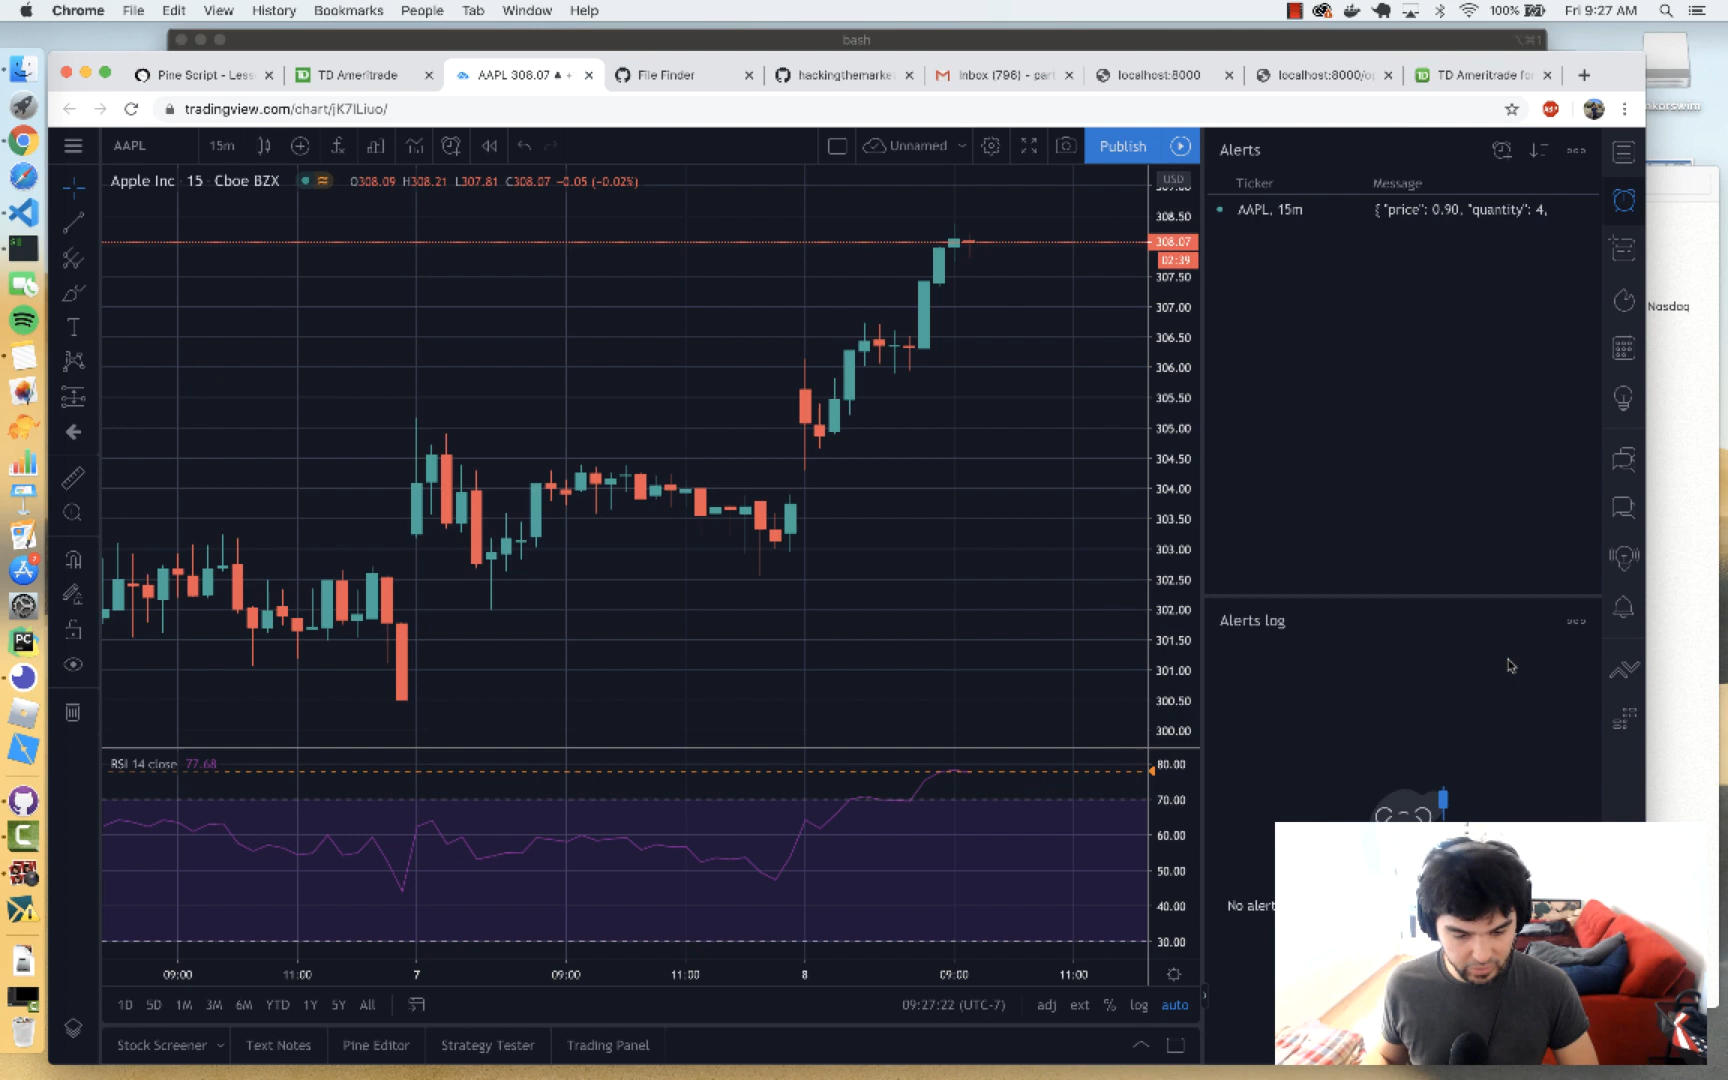 Chrome File Edit View History Bookmarks People Tab Window Help
100% Fri 9:27 AM
bash
⌥⌘1
Pine Script - Less
TD Ameritrade
AAPL 308.07 ▲ +
File Finder
hackingthemarke
Inbox (796) - part
localhost:8000
localhost:8000/o
TD Ameritrade for
tradingview.com/chart/jK7ILiuo/
ABP
AAPL 15m
Unnamed
Publish
Alerts
Ticker Message
AAPL, 15m { "price": 0.90, "quantity": 4,
Apple Inc · 15 · Cboe BZX
O308.09 H308.21 L307.81 C308.07 -0.05 (-0.02%)
USD
309.00
308.50
308.07
02:39
307.50
307.00
306.50
306.00
305.50
305.00
304.50
304.00
303.50
303.00
302.50
302.00
301.50
301.00
300.50
300.00
Nasdaq
Alerts log
No alert
RSI 14 close 77.68
80.00
70.00
60.00
50.00
40.00
30.00
09:00 11:00 7 09:00 11:00 8 09:00 11:00
1D 5D 1M 3M 6M YTD 1Y 5Y All
09:27:22 (UTC-7) adj ext % log auto
Stock Screener Text Notes Pine Editor Strategy Tester Trading Panel
PC